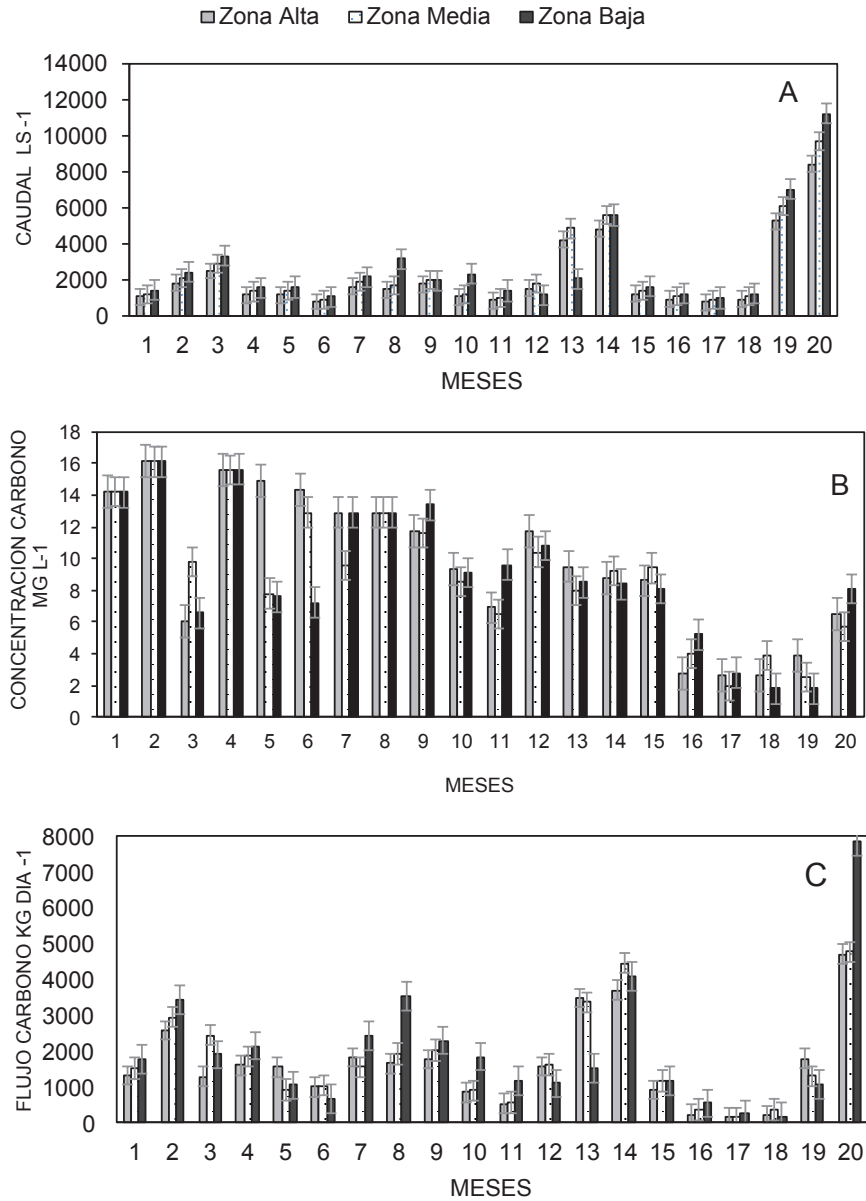 Zona Alta Zona Media Zona Baja
A
CAUDAL LS -1
14000
12000
10000
8000
6000
4000
2000
0
1 2 3 4 5 6 7 8 9 10 11 12 13 14 15 16 17 18 19 20
MESES
B
CONCENTRACION CARBONO
MG L-1
18
16
14
12
10
8
6
4
2
0
1 2 3 4 5 6 7 8 9 10 11 12 13 14 15 16 17 18 19 20
MESES
C
FLUJO CARBONO KG DIA -1
8000
7000
6000
5000
4000
3000
2000
1000
0
1 2 3 4 5 6 7 8 9 10 11 12 13 14 15 16 17 18 19 20
MESES